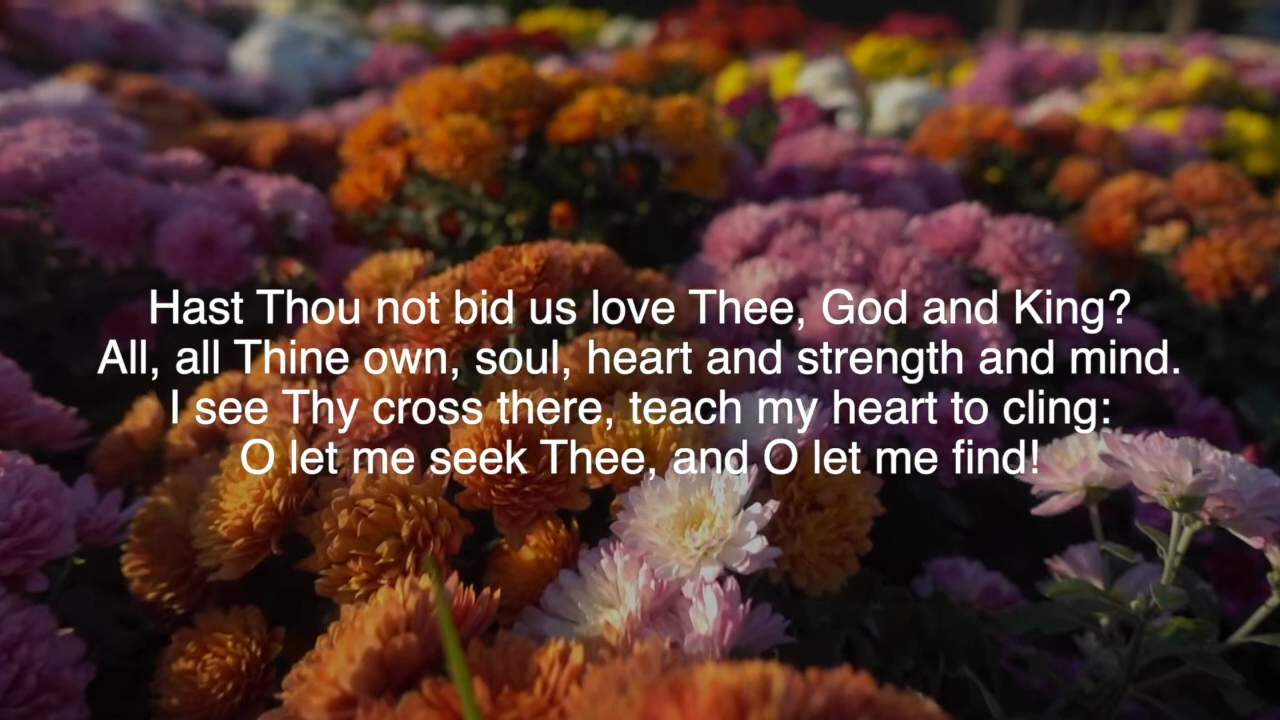 Hast Thou not bid us love Thee, God and King?
All, all Thine own, soul, heart and strength and mind.
I see Thy cross there, teach my heart to cling:
O let me seek Thee, and O let me find!